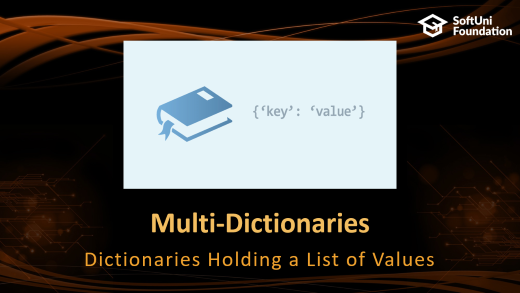 SoftUni
Foundation
{‘key’: ‘value’}
Multi-Dictionaries
Dictionaries Holding a List of Values